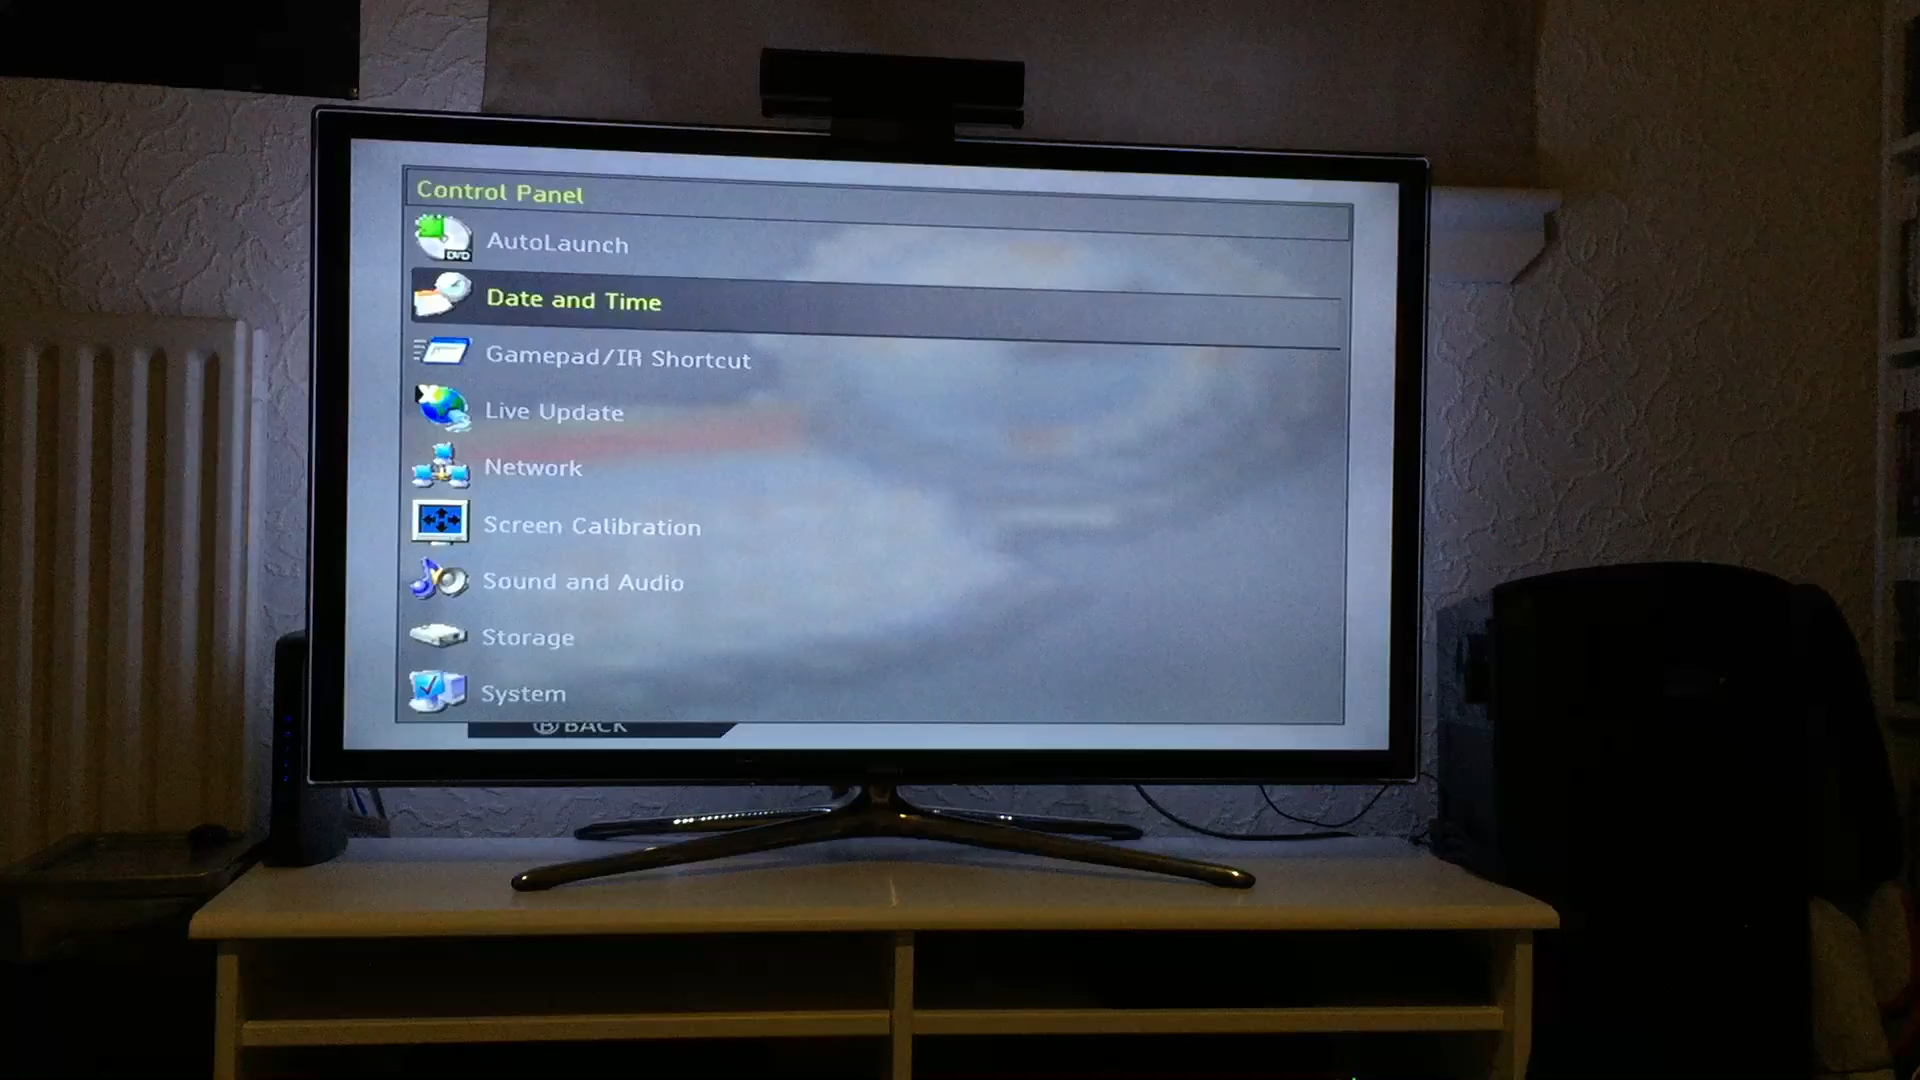 Control Panel
AutoLaunch
DVD
Date and Time
Gamepad/IR Shortcut
Live Update
Network
Screen Calibration
Sound and Audio
Storage
System
B BACK